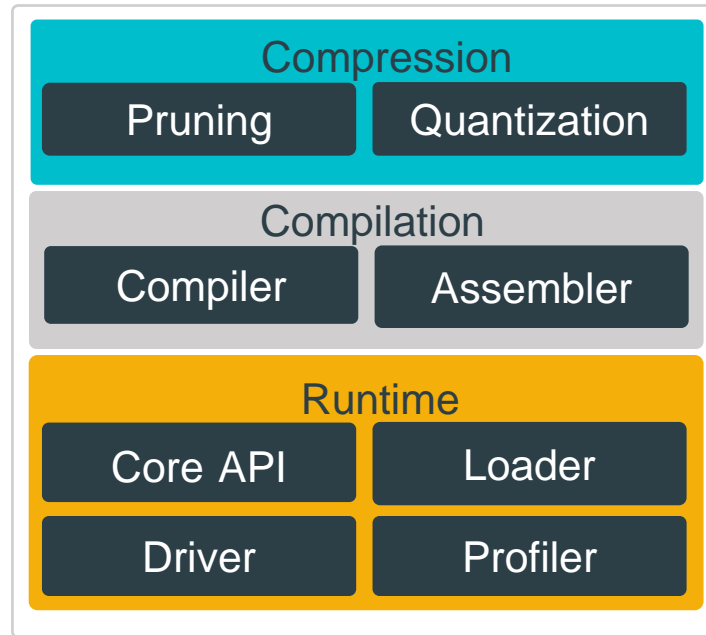 Compression
Pruning Quantization
Compilation
Compiler Assembler
Runtime
Core API Loader
Driver Profiler